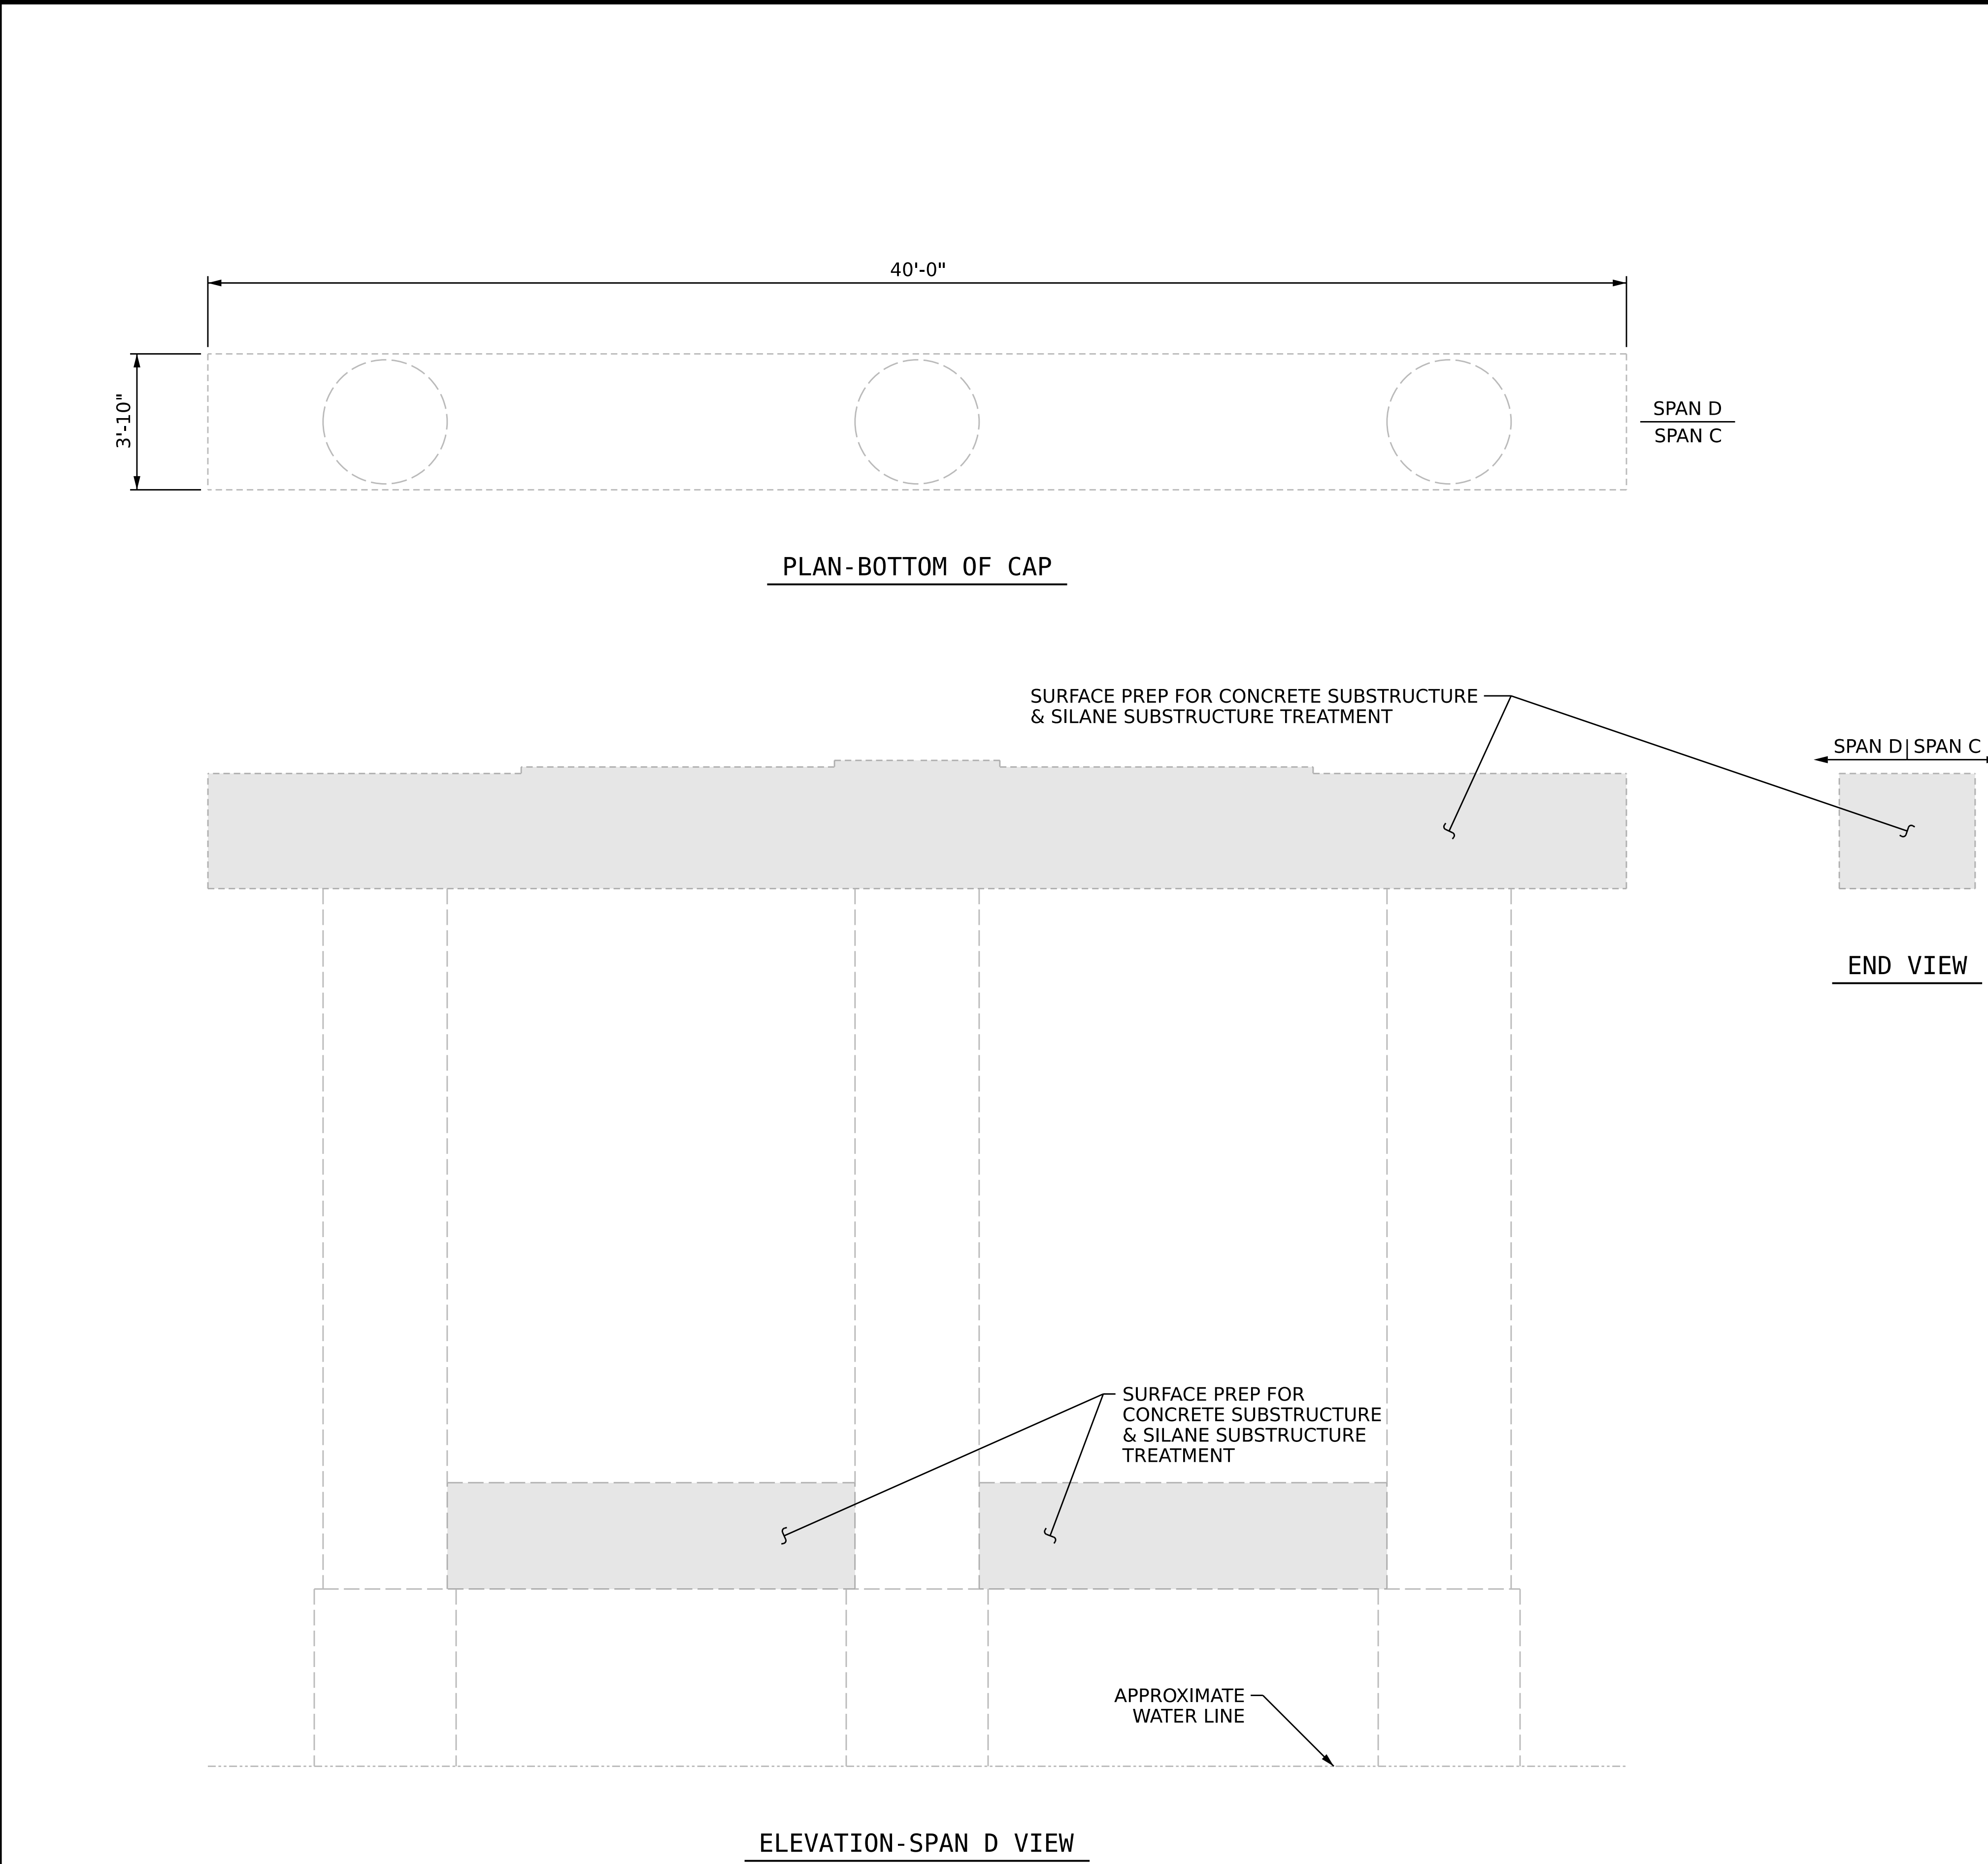 40'-0"
3'-10"
SPAN D
SPAN C
PLAN-BOTTOM OF CAP
SURFACE PREP FOR CONCRETE SUBSTRUCTURE
& SILANE SUBSTRUCTURE TREATMENT
SPAN D SPAN C
END VIEW
SURFACE PREP FOR
CONCRETE SUBSTRUCTURE
& SILANE SUBSTRUCTURE
TREATMENT
APPROXIMATE
WATER LINE
ELEVATION-SPAN D VIEW